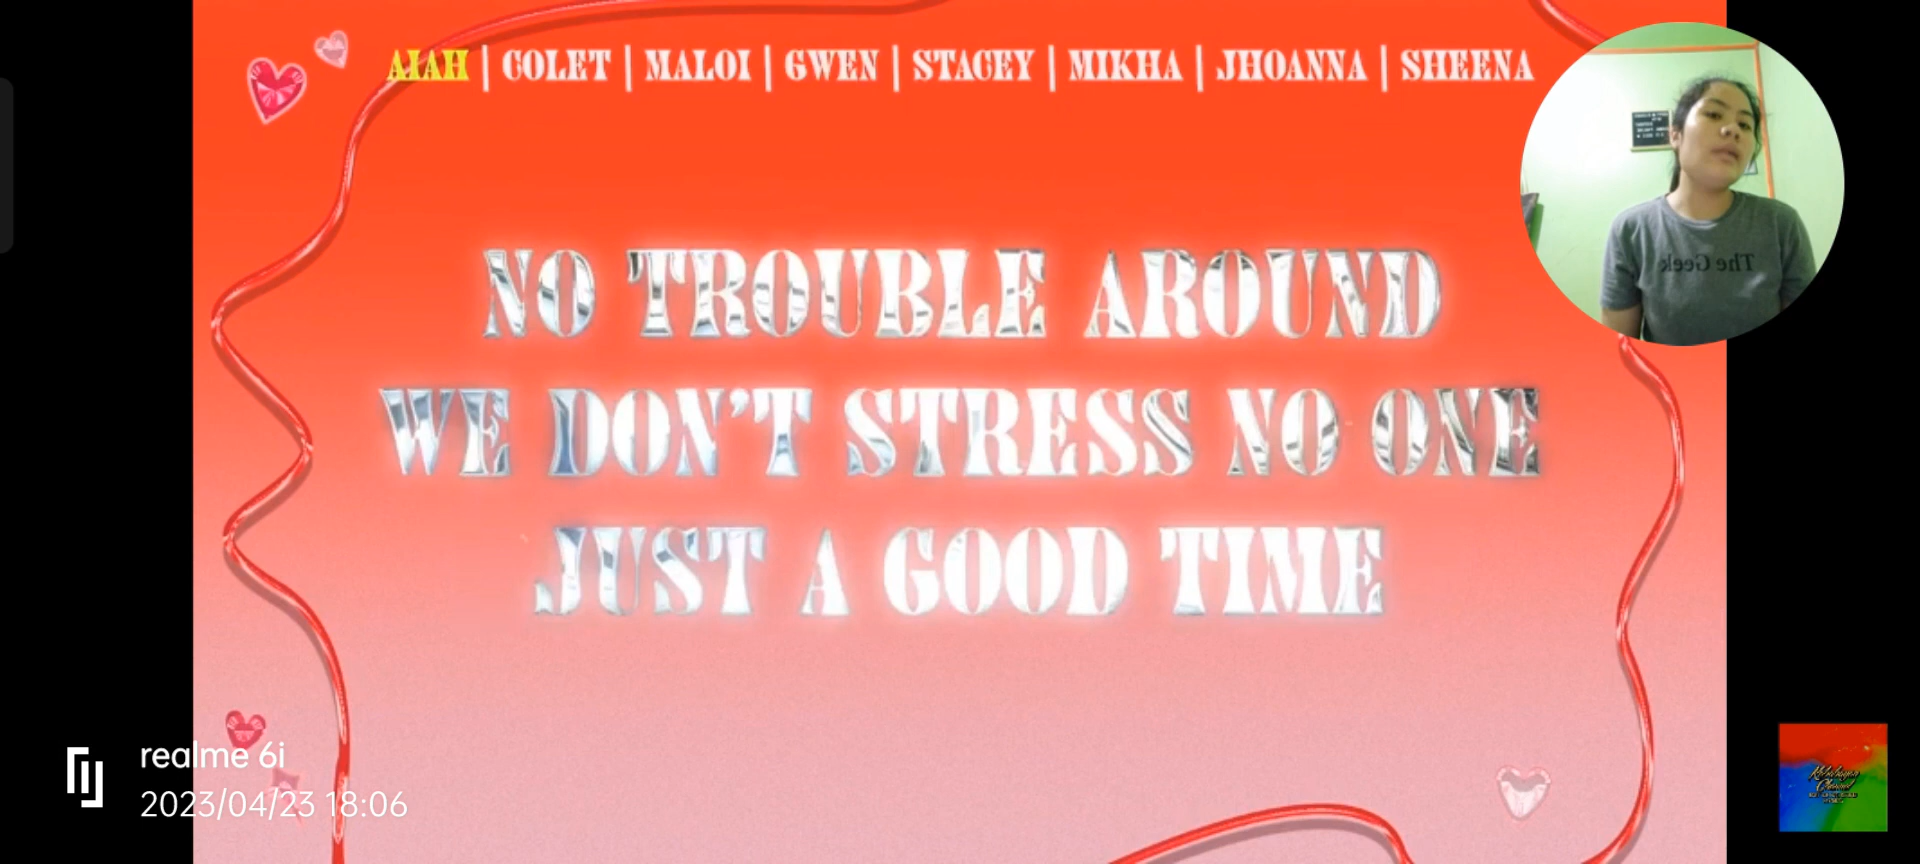 AIAH | COLET | MALOI | GWEN | STACEY | MIKHA | JHOANNA | SHEENA
The Geek
NO TROUBLE AROUND
WE DON'T STRESS NO ONE
JUST A GOOD TIME
realme 6i
2023/04/23 18:06
Channel